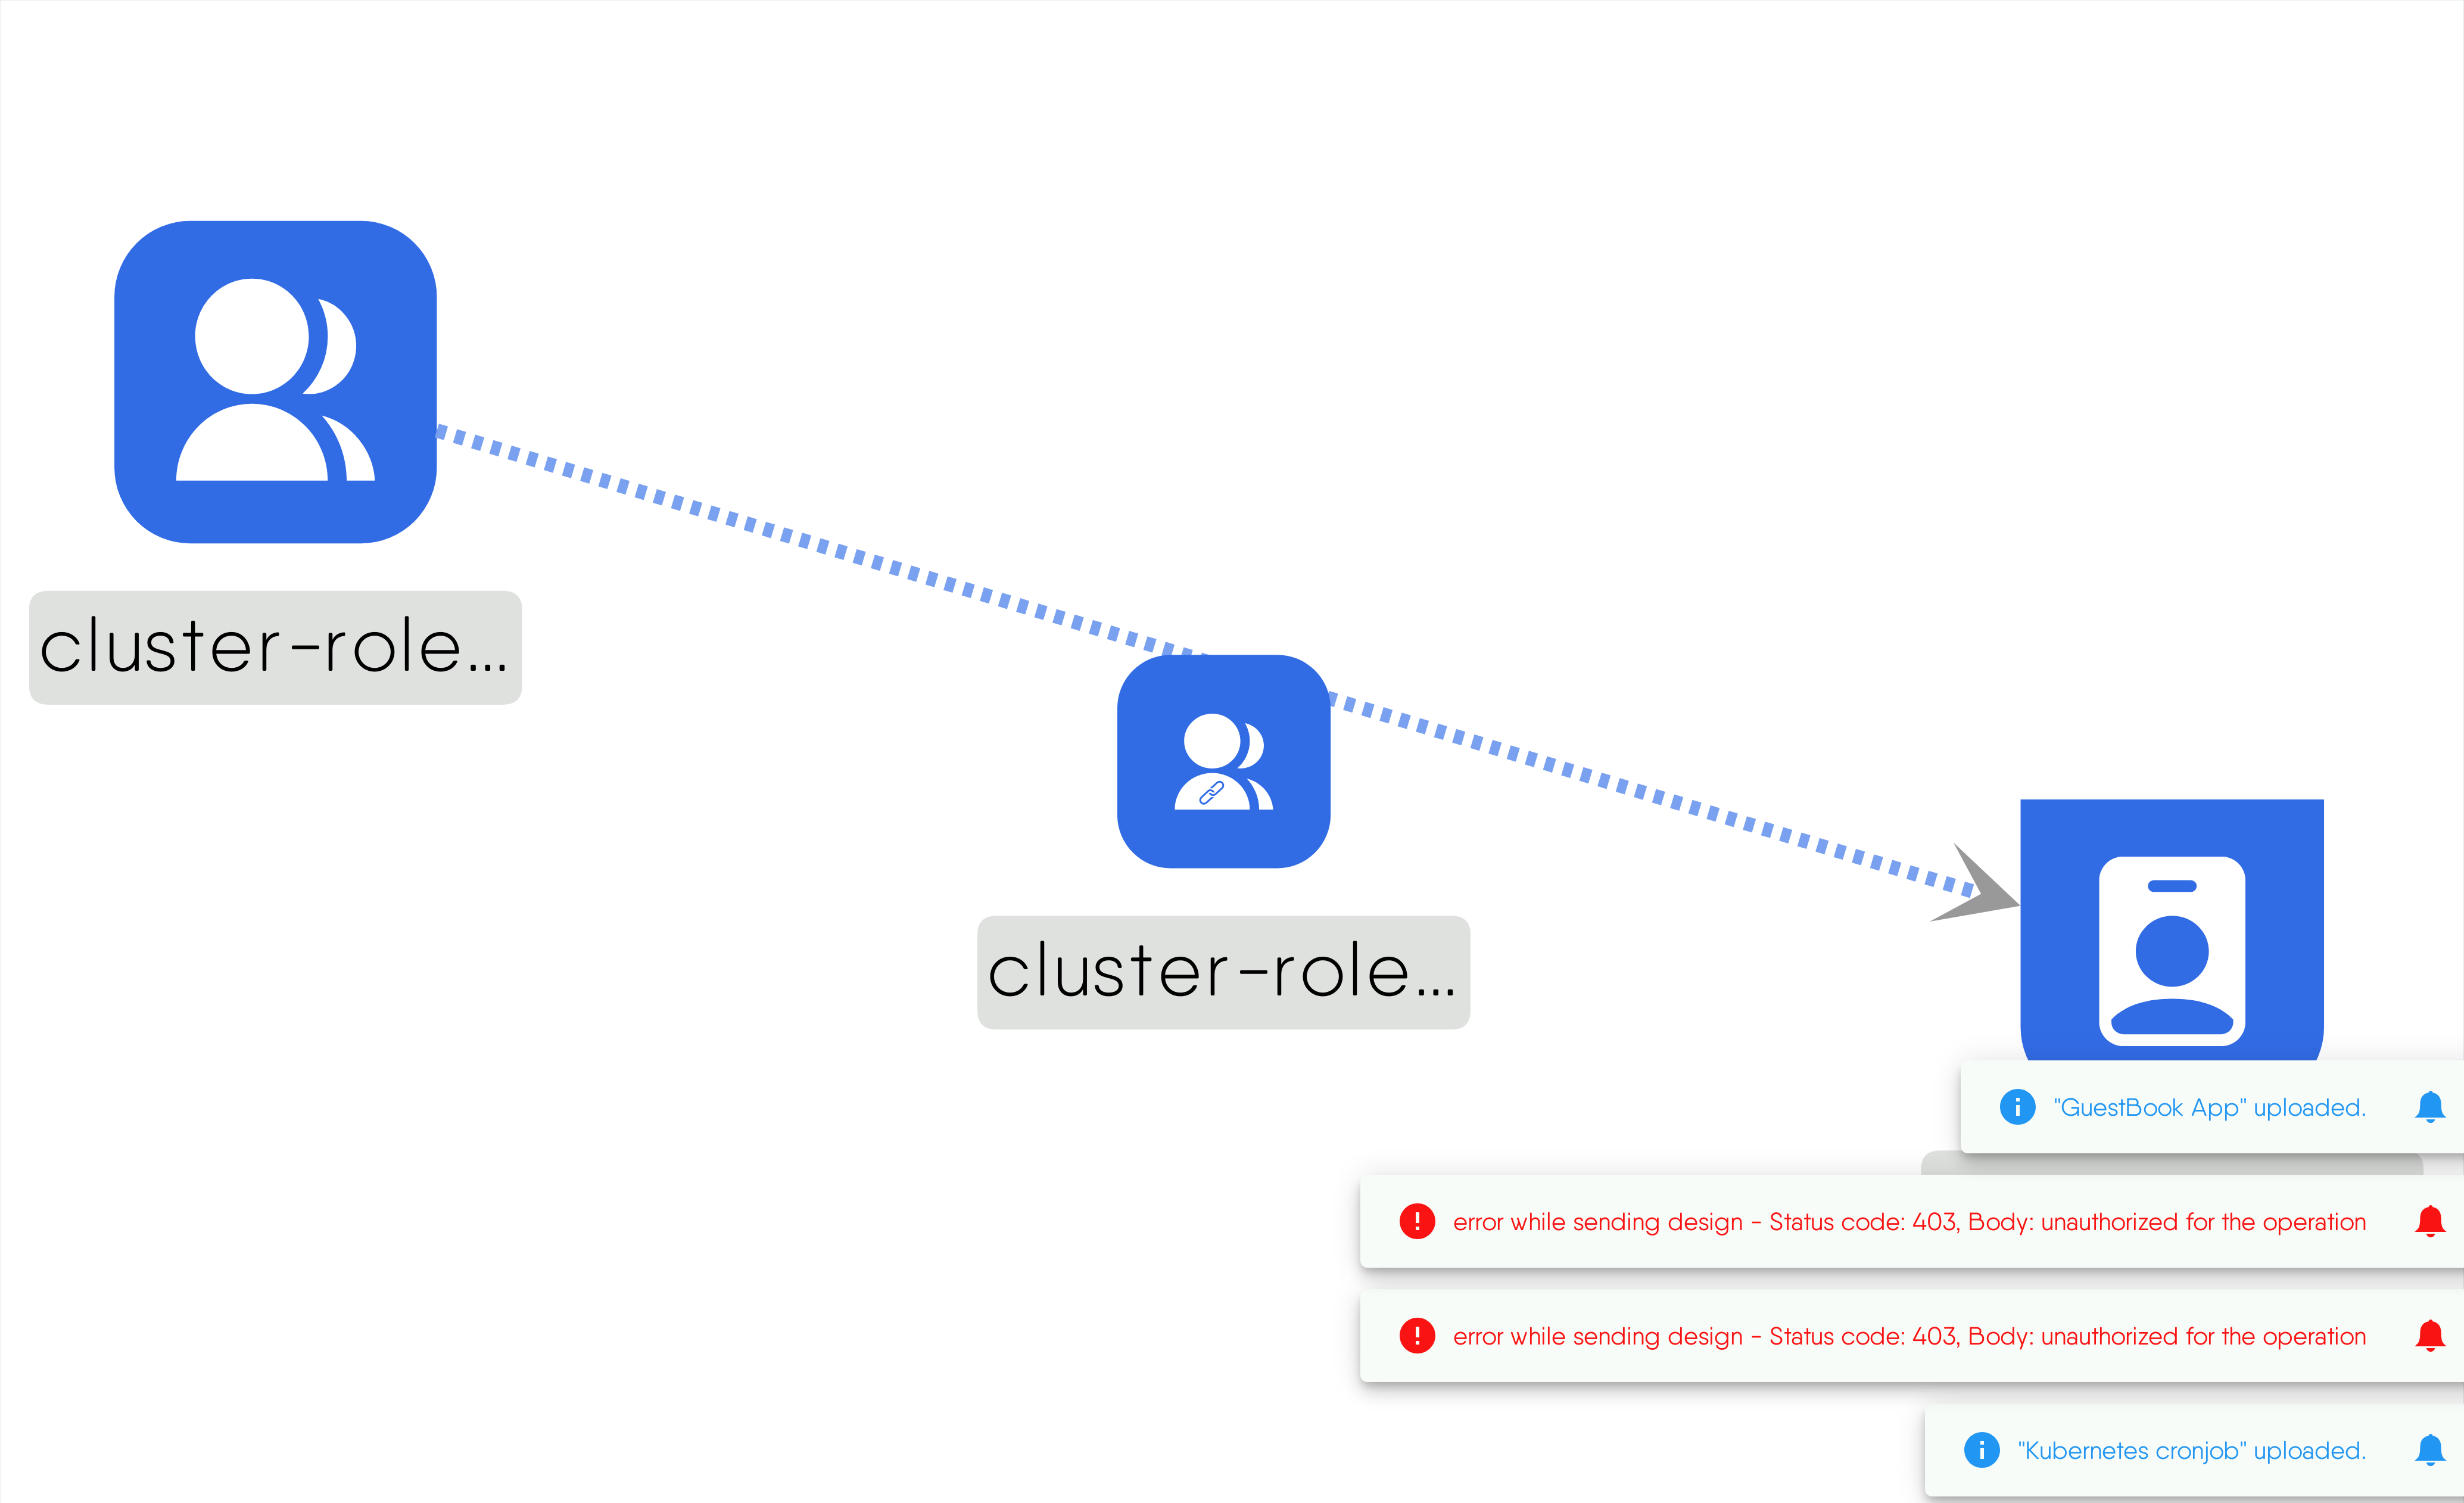 cluster-role...
cluster-role...
"GuestBook App" uploaded.
error while sending design - Status code: 403, Body: unauthorized for the operation
error while sending design - Status code: 403, Body: unauthorized for the operation
"Kubernetes cronjob" uploaded.